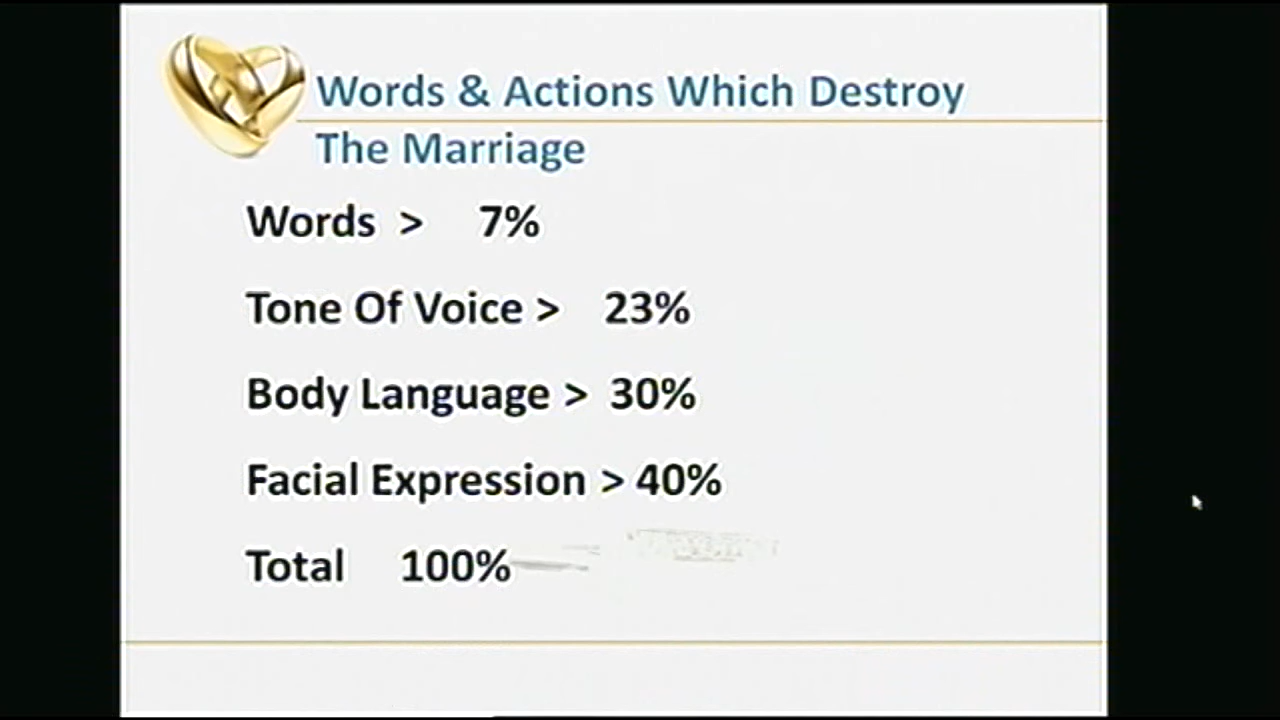 Words & Actions Which Destroy
The Marriage
Words > 7%
Tone Of Voice > 23%
Body Language > 30%
Facial Expression > 40%
Total 100%